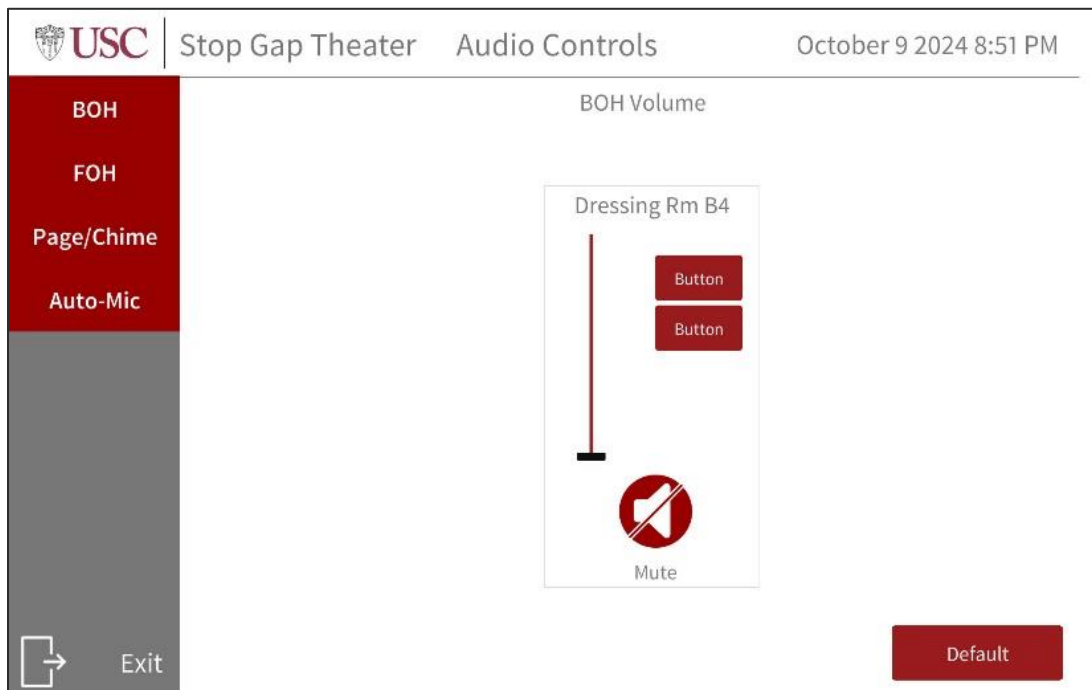 USC Stop Gap Theater Audio Controls October 9 2024 8:51 PM
BOH
FOH
Page/Chime
Auto-Mic
Exit
BOH Volume
Dressing Rm B4
Button
Button
Mute
Default